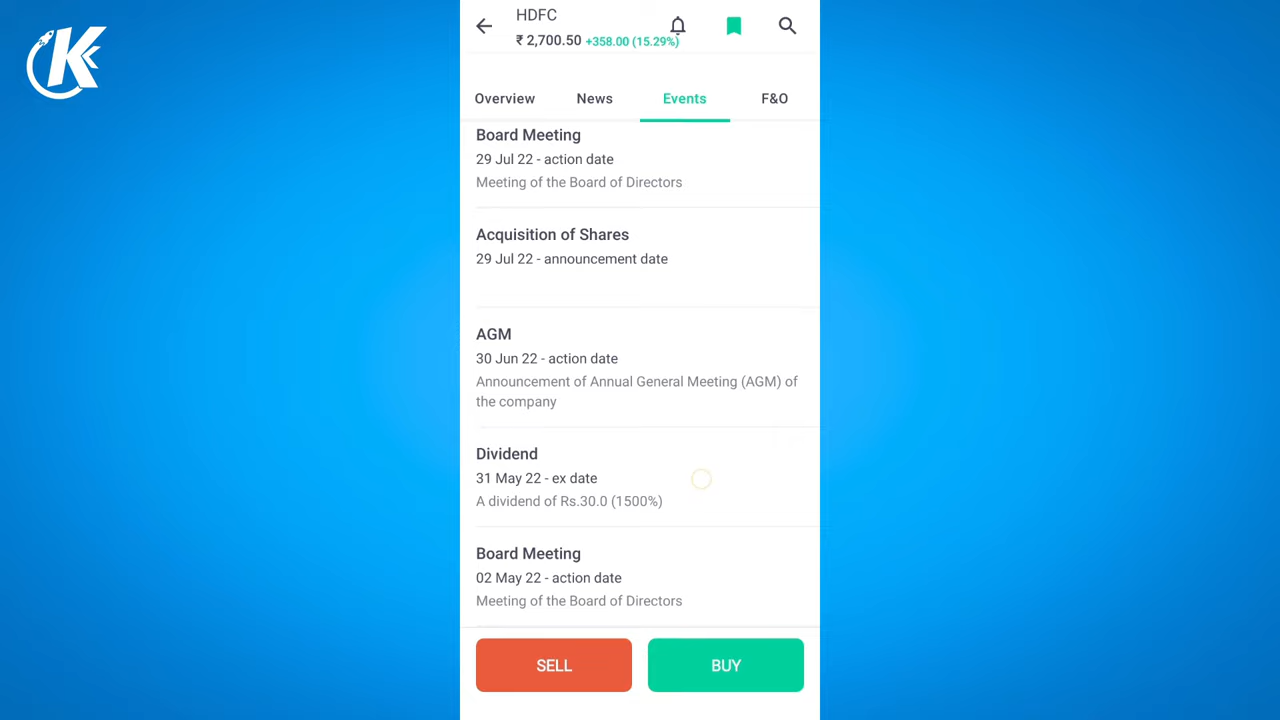 K
HDFC
₹ 2,700.50 +358.00 (15.29%)
Overview News Events F&O
Board Meeting
29 Jul 22 - action date
Meeting of the Board of Directors
Acquisition of Shares
29 Jul 22 - announcement date
AGM
30 Jun 22 - action date
Announcement of Annual General Meeting (AGM) of
the company
Dividend
31 May 22 - ex date
A dividend of Rs.30.0 (1500%)
Board Meeting
02 May 22 - action date
Meeting of the Board of Directors
SELL BUY